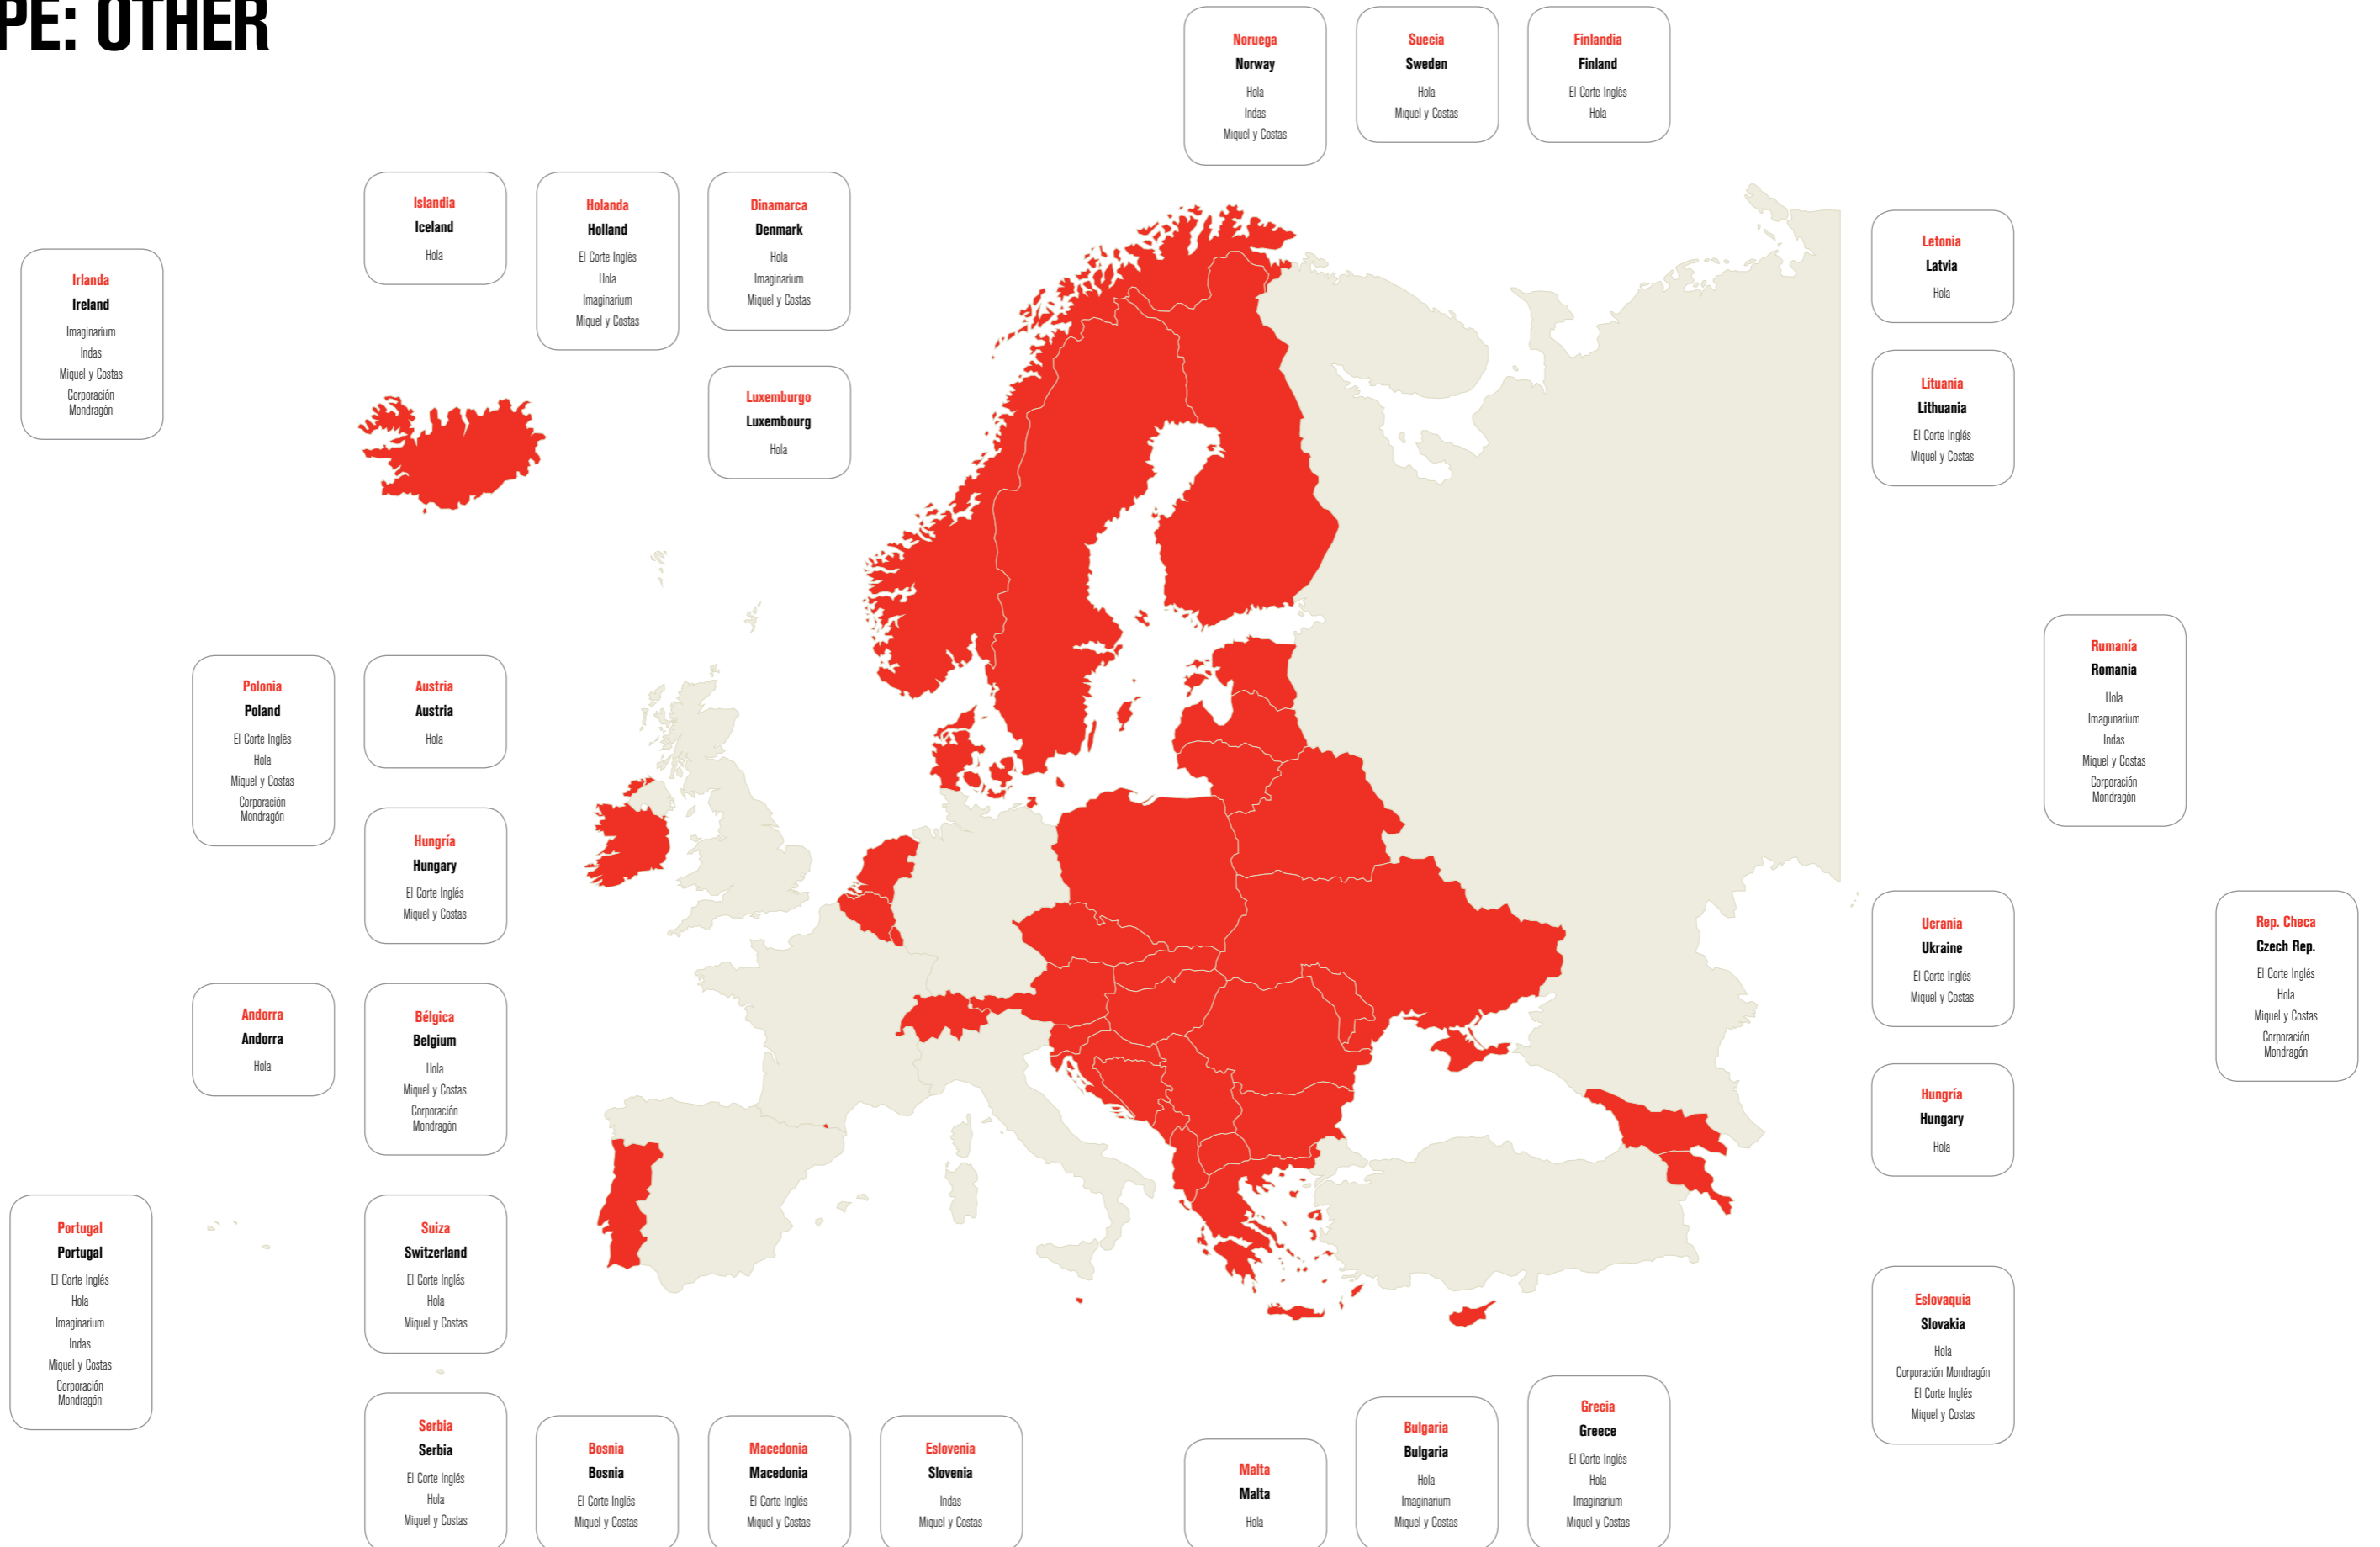 PE: OTHER
Noruega
Norway
Hola
Indas
Miquel y Costas
Suecia
Sweden
Hola
Miquel y Costas
Finlandia
Finland
El Corte Inglés
Hola
Islandia
Iceland
Hola
Holanda
Holland
El Corte Inglés
Hola
Imaginarium
Miquel y Costas
Dinamarca
Denmark
Hola
Imaginarium
Miquel y Costas
Letonia
Latvia
Hola
Irlanda
Ireland
Imaginarium
Indas
Miquel y Costas
Corporación
Mondragón
Luxemburgo
Luxembourg
Hola
Lituania
Lithuania
El Corte Inglés
Miquel y Costas
Rumanía
Romania
Hola
Imagunarium
Indas
Miquel y Costas
Corporación
Mondragón
Polonia
Poland
El Corte Inglés
Hola
Miquel y Costas
Corporación
Mondragón
Austria
Austria
Hola
Hungría
Hungary
El Corte Inglés
Miquel y Costas
Ucrania
Ukraine
El Corte Inglés
Miquel y Costas
Rep. Checa
Czech Rep.
El Corte Inglés
Hola
Miquel y Costas
Corporación
Mondragón
Andorra
Andorra
Hola
Bélgica
Belgium
Hola
Miquel y Costas
Corporación
Mondragón
Hungría
Hungary
Hola
Portugal
Portugal
El Corte Inglés
Hola
Imaginarium
Indas
Miquel y Costas
Corporación
Mondragón
Suiza
Switzerland
El Corte Inglés
Hola
Miquel y Costas
Eslovaquia
Slovakia
Hola
Corporación Mondragón
El Corte Inglés
Miquel y Costas
Serbia
Serbia
El Corte Inglés
Hola
Miquel y Costas
Bosnia
Bosnia
El Corte Inglés
Miquel y Costas
Macedonia
Macedonia
El Corte Inglés
Miquel y Costas
Eslovenia
Slovenia
Indas
Miquel y Costas
Malta
Malta
Hola
Bulgaria
Bulgaria
Hola
Imaginarium
Miquel y Costas
Grecia
Greece
El Corte Inglés
Hola
Imaginarium
Miquel y Costas